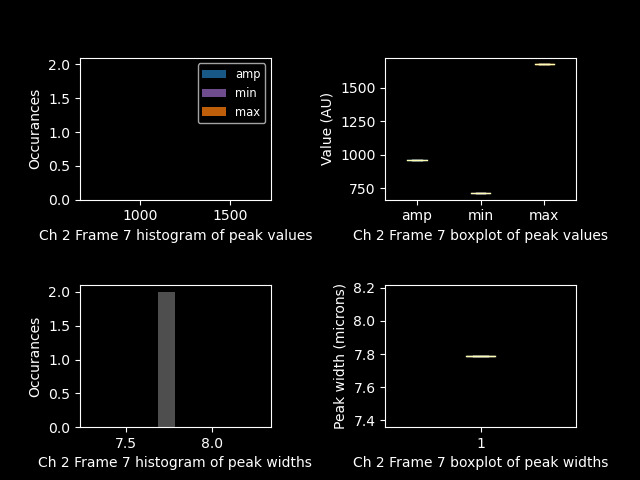 2.0
1.5
1.0
0.5
0.0
Occurances
amp
min
max
1000 1500
Ch 2 Frame 7 histogram of peak values
1500
1250
1000
750
Value (AU)
amp min max
Ch 2 Frame 7 boxplot of peak values
2.0
1.5
1.0
0.5
0.0
Occurances
7.5 8.0
Ch 2 Frame 7 histogram of peak widths
8.2
8.0
7.8
7.6
7.4
Peak width (microns)
1
Ch 2 Frame 7 boxplot of peak widths